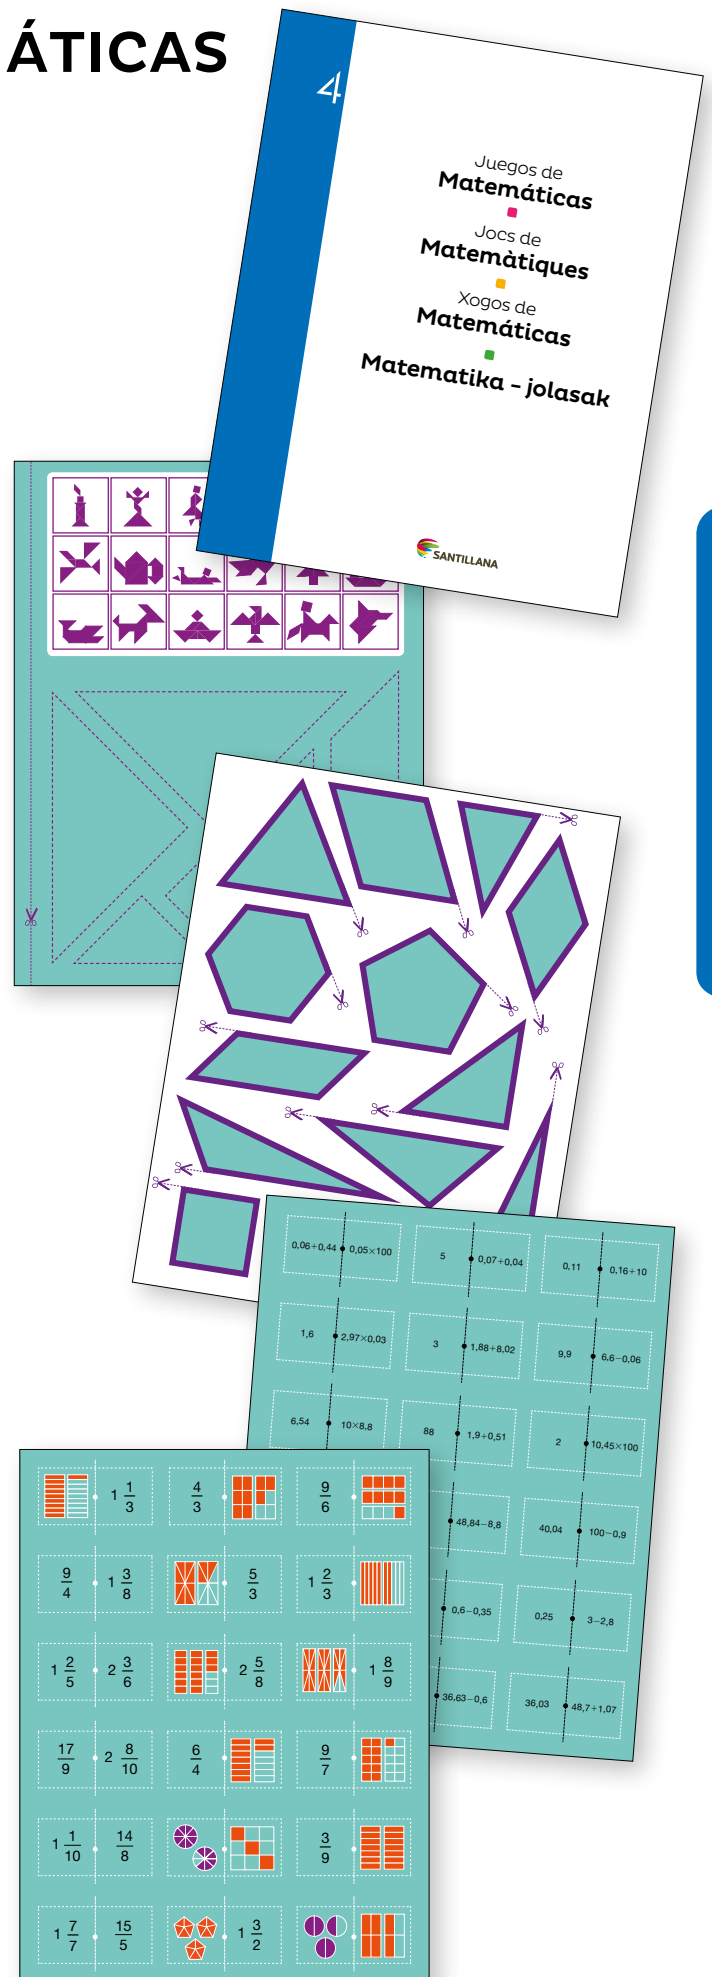 ÁTICAS
4
Juegos de
Matemáticas
Jocs de
Matemàtiques
Xogos de
Matemáticas
Matematika - jolasak
SANTILLANA
0,06+0,44 0,05×100
5 0,07+0,04
0,11 0,16+10
1,6 2,97×0,03
3 1,88+8,02
9,9 6,6−0,06
6,54 10×8,8
88 1,9+0,51
2 10,45×100
48,84−8,8
40,04 100−0,9
0,6−0,35
0,25 3−2,8
36,63−0,6
36,03 48,7+1,07
1 1/3
4/3
9/6
9/4 1 3/8
5/3
1 2/3
1 2/5 2 3/6
2 5/8
1 8/9
17/9 2 8/10
6/4
9/7
1 1/10 14/8
3/9
1 7/7 15/5
1 3/2